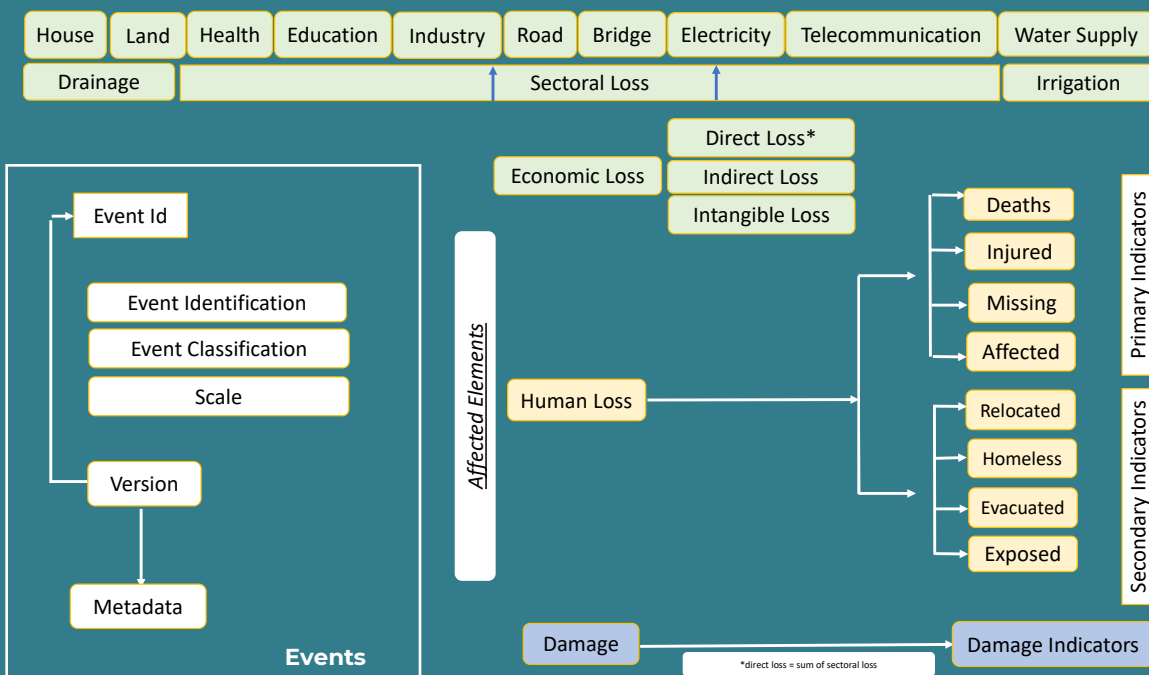 House
Land
Health
Education
Industry
Road
Bridge
Electricity
Telecommunication
Water Supply
Drainage
Sectoral Loss
Irrigation
Event Id
Event Identification
Event Classification
Scale
Version
Metadata
Events
Affected Elements
Economic Loss
Direct Loss*
Indirect Loss
Intangible Loss
Human Loss
Deaths
Injured
Missing
Affected
Primary Indicators
Relocated
Homeless
Evacuated
Exposed
Secondary Indicators
Damage
Damage Indicators
*direct loss = sum of sectoral loss